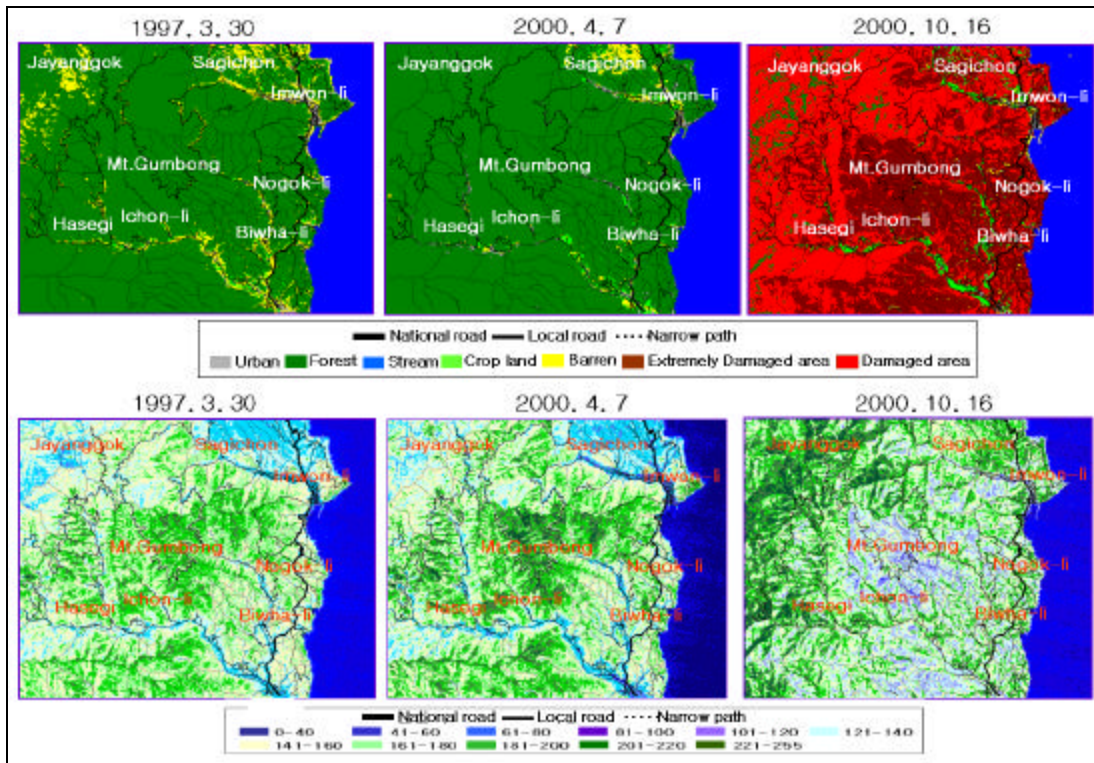 1997. 3. 30
2000. 4. 7
2000. 10. 16
Jayanggok
Sagichon
Imwon-li
Mt.Gumbong
Nogok-li
Hasegi
Ichon-li
Biwha-li
Sagichon
Jayanggok
Imwon-li
Mt.Gumbong
Nogok-li
Hasegi
Ichon-li
Biwha-li
Jayanggok
Sagichon
Imwon-li
Mt.Gumbong
Nogok-li
Ichon-li
Hasegi
Biwha-li
National road Local road Narrow path
Urban Forest Stream Crop land Barren Extremely Damaged area Damaged area
1997. 3. 30
2000. 4. 7
2000. 10. 16
Jayanggok
Sagichon
Imwon-li
Mt.Gumbong
Nogok-li
Hasegi
Ichon-li
Biwha-li
Jayanggok
Sagichon
Imwon-li
Mt.Gumbong
Nogok-li
Hasegi
Ichon-li
Biwha-li
Jayanggok
Sagichon
Imwon-li
Mt.Gumbong
Nogok-li
Hasegi
Ichon-li
Biwha-li
National road Local road Narrow path
0-40 41-60 61-80 81-100 101-120 121-140
141-160 161-180 181-200 201-220 221-255